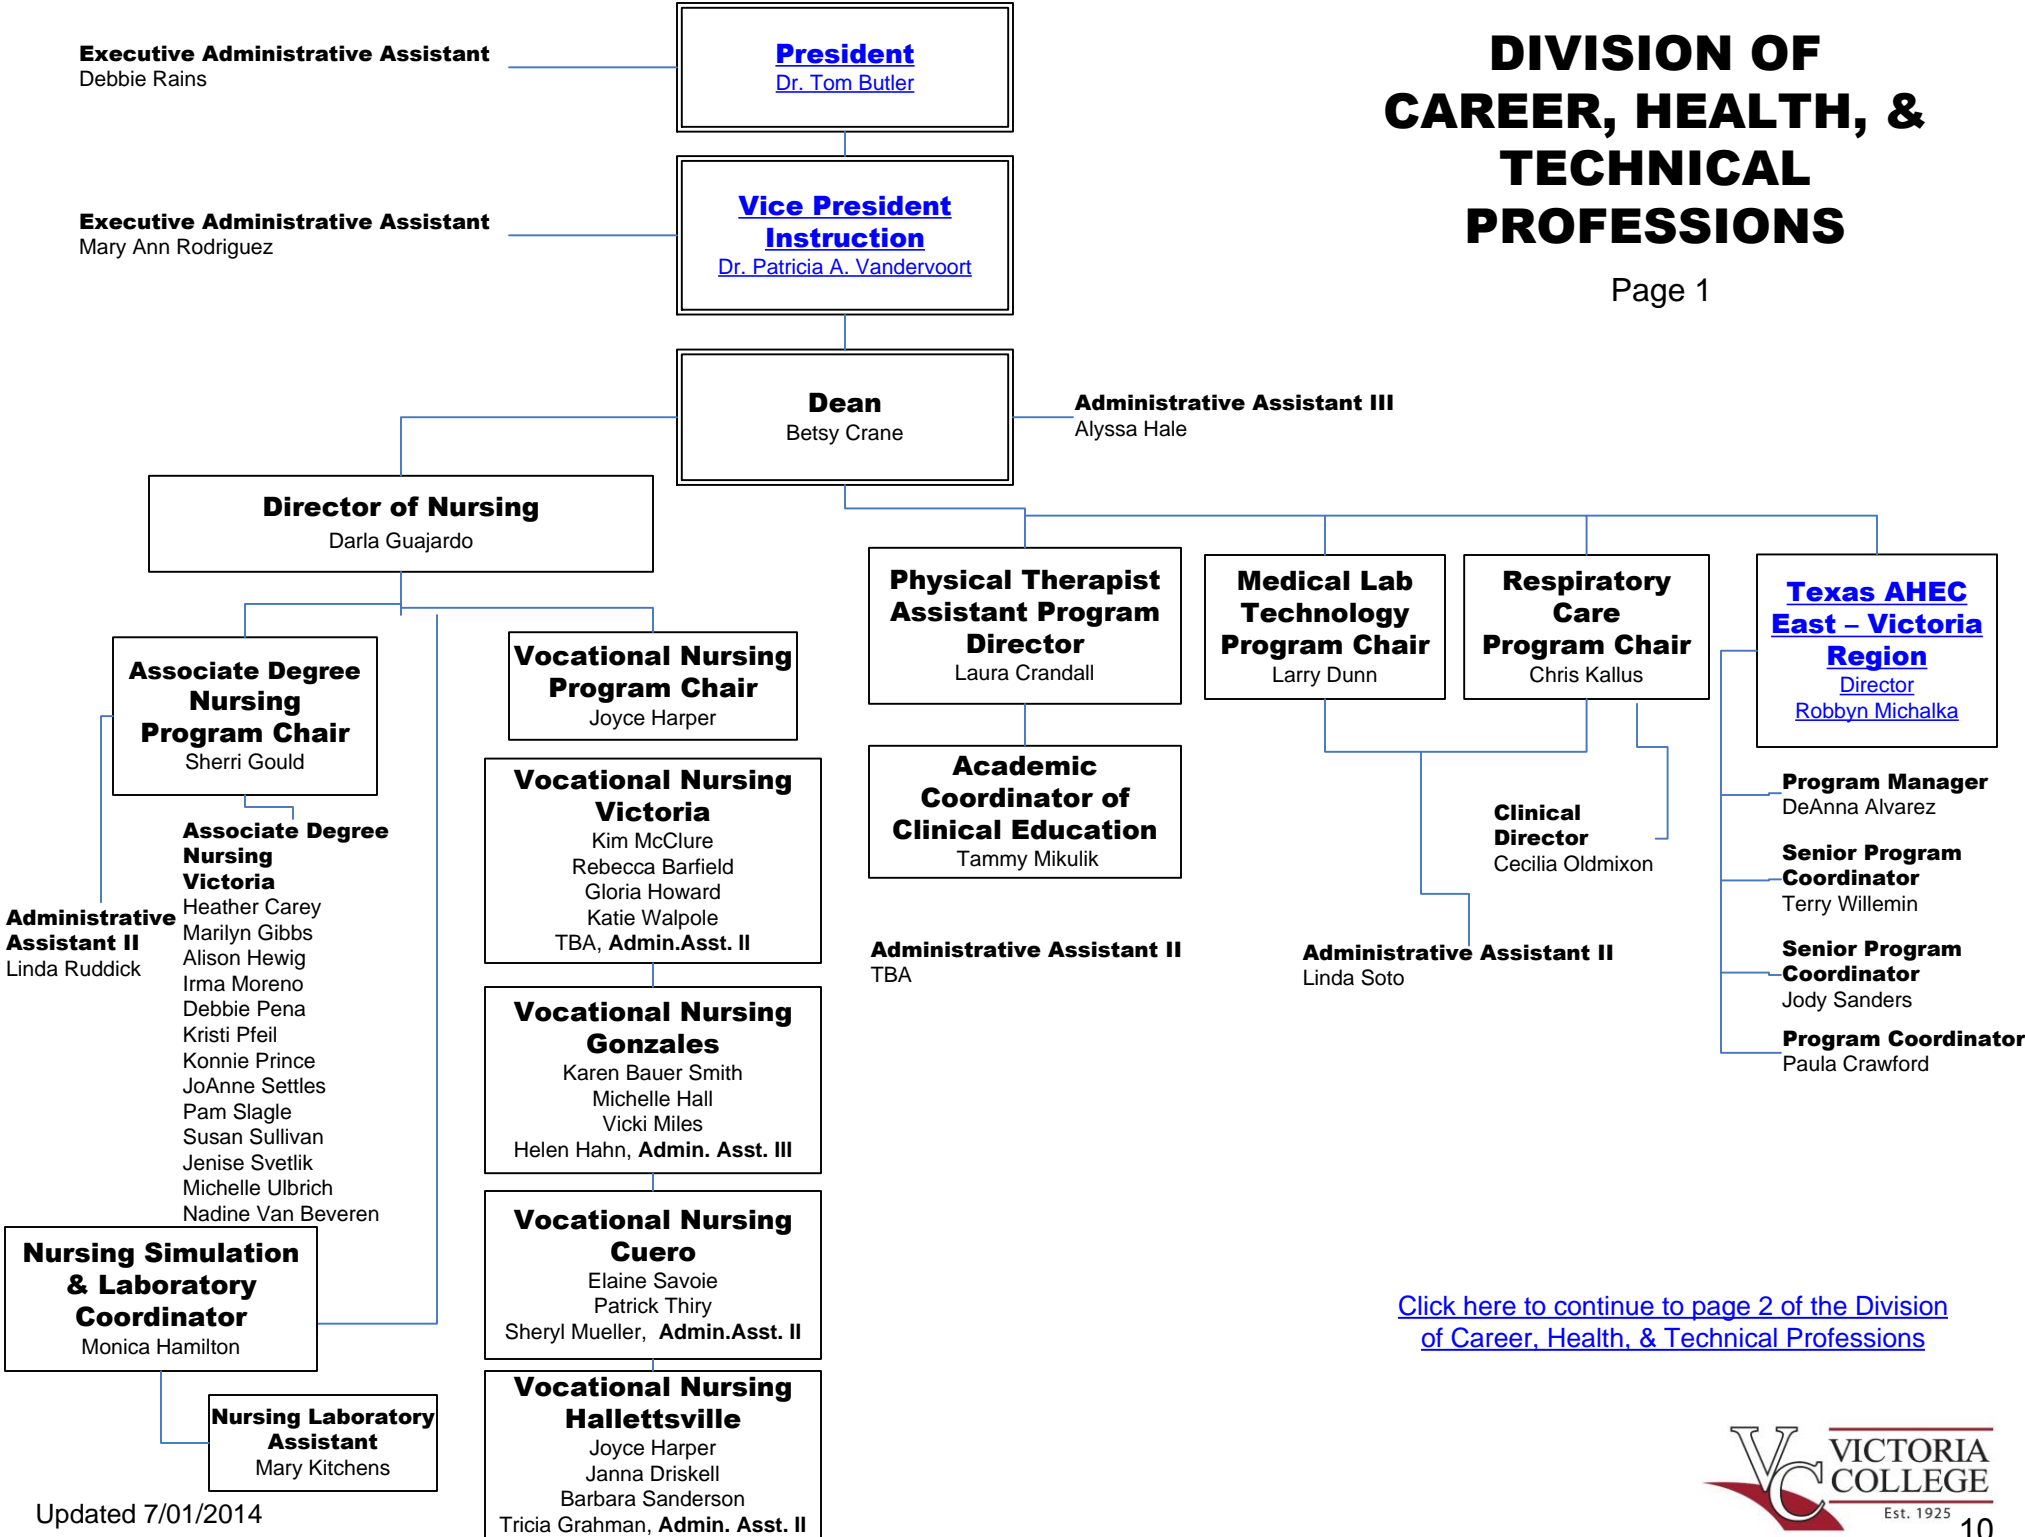 DIVISION OF
CAREER, HEALTH, &
TECHNICAL
PROFESSIONS
Page 1
Executive Administrative Assistant
Debbie Rains
President
Dr. Tom Butler
Executive Administrative Assistant
Mary Ann Rodriguez
Vice President
Instruction
Dr. Patricia A. Vandervoort
Dean
Betsy Crane
Administrative Assistant III
Alyssa Hale
Director of Nursing
Darla Guajardo
Associate Degree
Nursing
Program Chair
Sherri Gould
Administrative
Assistant II
Linda Ruddick
Associate Degree
Nursing
Victoria
Heather Carey
Marilyn Gibbs
Alison Hewig
Irma Moreno
Debbie Pena
Kristi Pfeil
Konnie Prince
JoAnne Settles
Pam Slagle
Susan Sullivan
Jenise Svetlik
Michelle Ulbrich
Nadine Van Beveren
Nursing Simulation
& Laboratory
Coordinator
Monica Hamilton
Nursing Laboratory
Assistant
Mary Kitchens
Vocational Nursing
Program Chair
Joyce Harper
Vocational Nursing
Victoria
Kim McClure
Rebecca Barfield
Gloria Howard
Katie Walpole
TBA, Admin.Asst. II
Vocational Nursing
Gonzales
Karen Bauer Smith
Michelle Hall
Vicki Miles
Helen Hahn, Admin. Asst. III
Vocational Nursing
Cuero
Elaine Savoie
Patrick Thiry
Sheryl Mueller, Admin.Asst. II
Vocational Nursing
Hallettsville
Joyce Harper
Janna Driskell
Barbara Sanderson
Tricia Grahman, Admin. Asst. II
Physical Therapist
Assistant Program
Director
Laura Crandall
Academic
Coordinator of
Clinical Education
Tammy Mikulik
Administrative Assistant II
TBA
Medical Lab
Technology
Program Chair
Larry Dunn
Respiratory
Care
Program Chair
Chris Kallus
Clinical
Director
Cecilia Oldmixon
Administrative Assistant II
Linda Soto
Texas AHEC
East – Victoria
Region
Director
Robbyn Michalka
Program Manager
DeAnna Alvarez
Senior Program
Coordinator
Terry Willemin
Senior Program
Coordinator
Jody Sanders
Program Coordinator
Paula Crawford
Click here to continue to page 2 of the Division
of Career, Health, & Technical Professions
Updated 7/01/2014
VC
VICTORIA
COLLEGE
Est. 1925
10